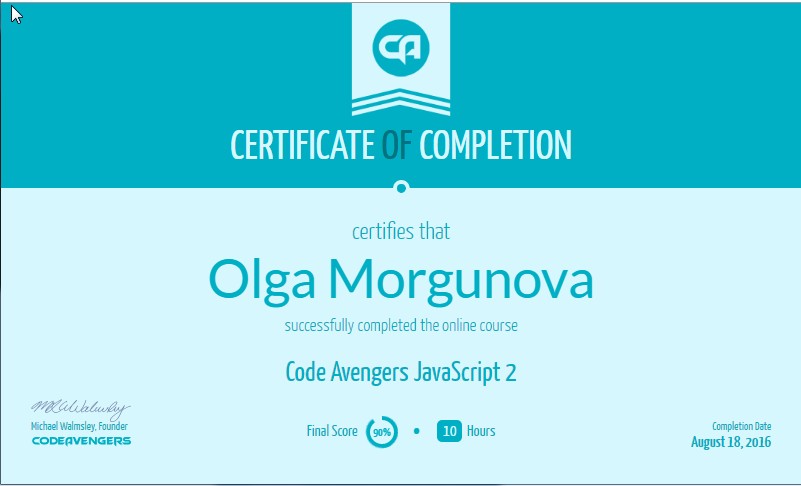 CA
CERTIFICATE OF COMPLETION
certifies that
Olga Morgunova
successfully completed the online course
Code Avengers JavaScript 2
Michael Walmsley, Founder
CODEAVENGERS
Final Score 90% • 10 Hours
Completion Date
August 18, 2016